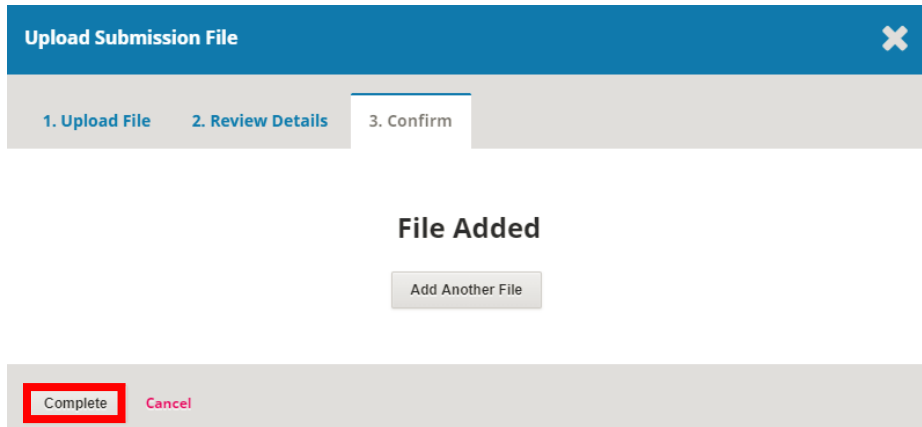 Upload Submission File
1. Upload File 2. Review Details 3. Confirm
File Added
Add Another File
Complete Cancel